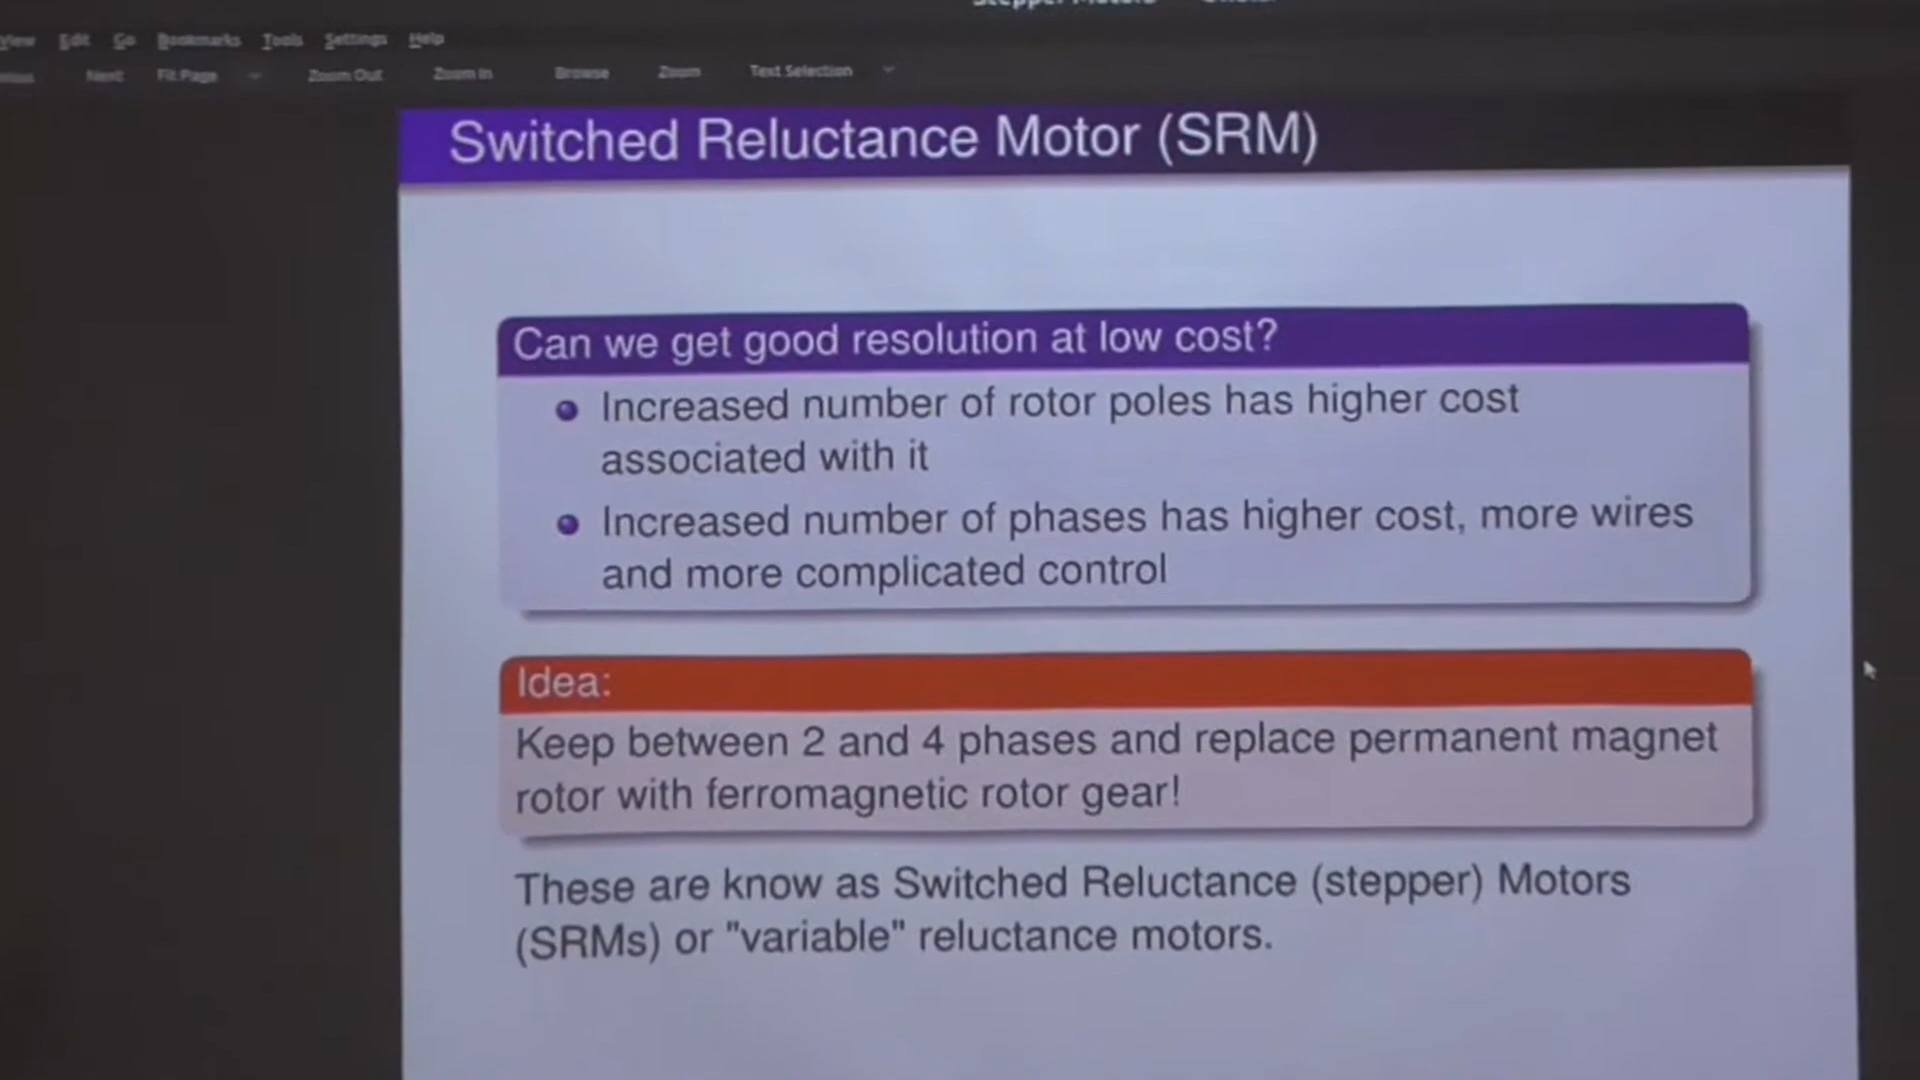 View Edit Go Bookmarks Tools Settings Help
Next Fit Page Zoom Out Zoom In Browse Zoom Text Selection
Switched Reluctance Motor (SRM)
Can we get good resolution at low cost?
Increased number of rotor poles has higher cost
associated with it
Increased number of phases has higher cost, more wires
and more complicated control
Idea:
Keep between 2 and 4 phases and replace permanent magnet
rotor with ferromagnetic rotor gear!
These are know as Switched Reluctance (stepper) Motors
(SRMs) or "variable" reluctance motors.